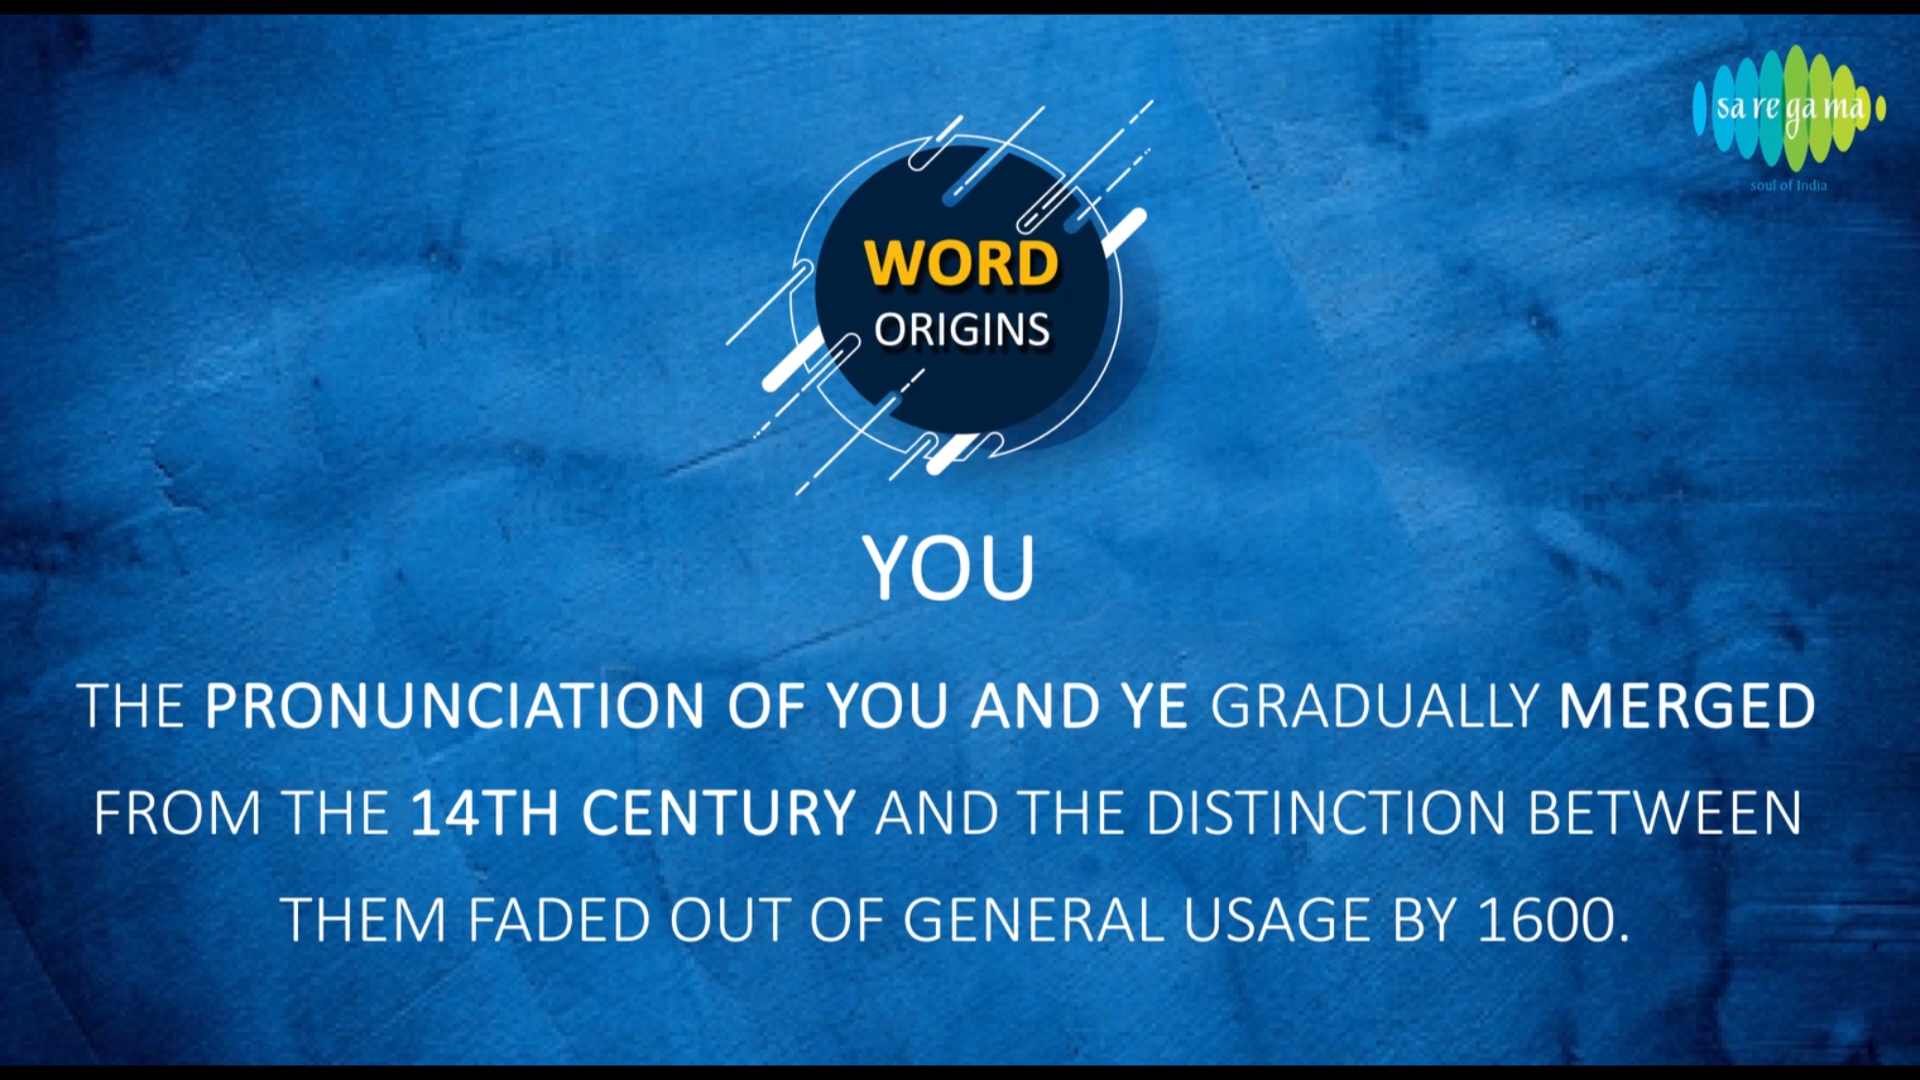 sa re ga ma
soul of India
WORD
ORIGINS
YOU
THE PRONUNCIATION OF YOU AND YE GRADUALLY MERGED
FROM THE 14TH CENTURY AND THE DISTINCTION BETWEEN
THEM FADED OUT OF GENERAL USAGE BY 1600.